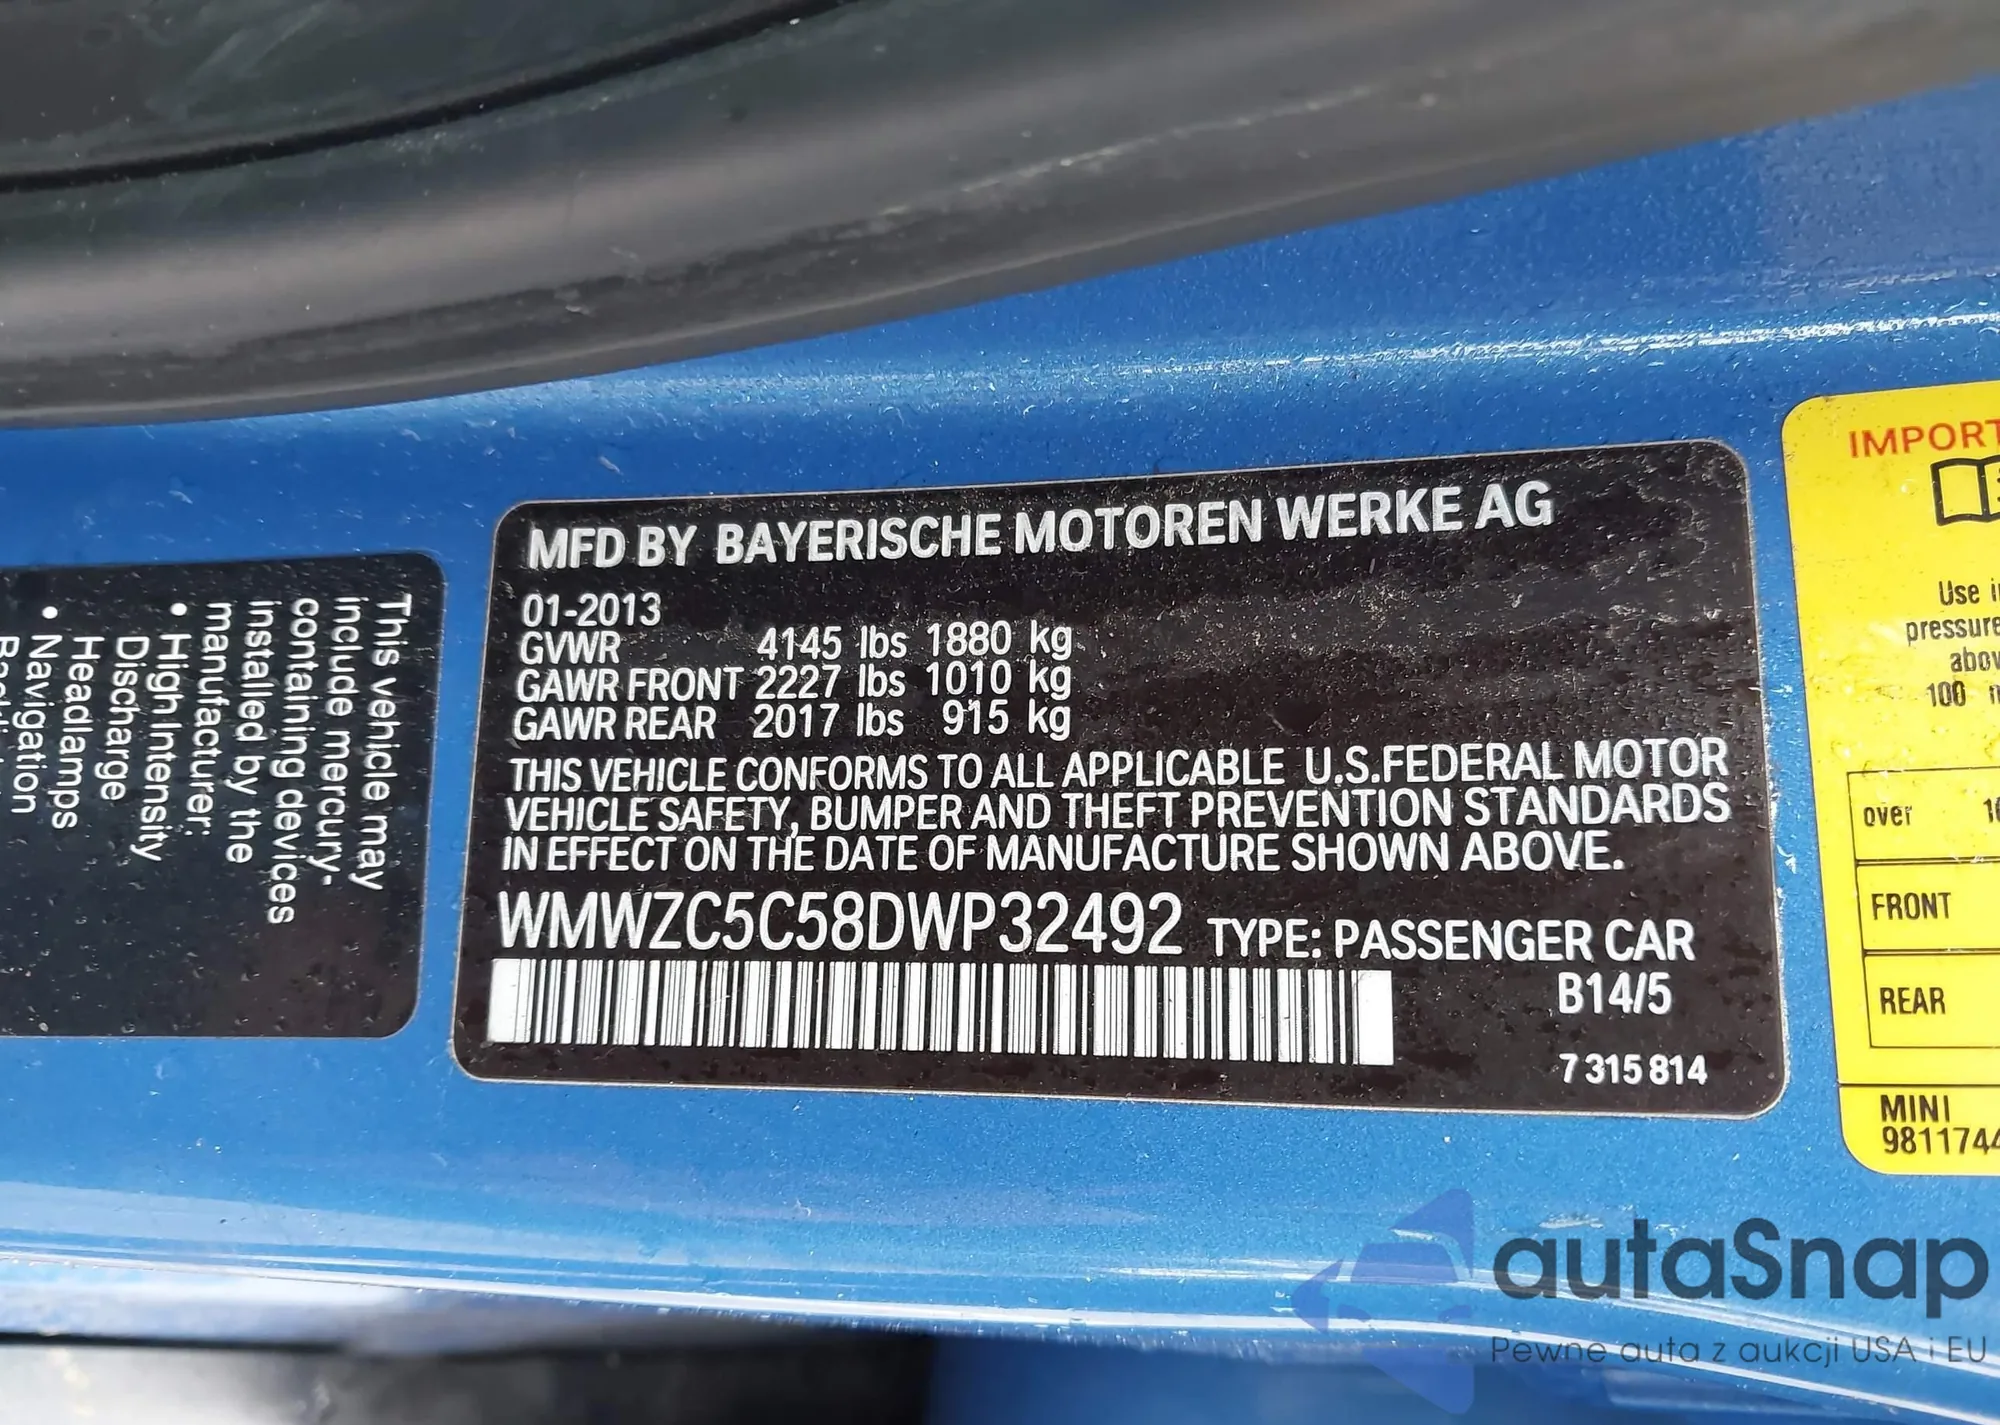 This vehicle may
include mercury-
containing devices
installed by the
manufacturer:
• High Intensity
Discharge
Headlamps
• Navigation
MFD BY BAYERISCHE MOTOREN WERKE AG
01-2013
GVWR 4145 lbs 1880 kg
GAWR FRONT 2227 lbs 1010 kg
GAWR REAR 2017 lbs 915 kg
THIS VEHICLE CONFORMS TO ALL APPLICABLE U.S.FEDERAL MOTOR
VEHICLE SAFETY, BUMPER AND THEFT PREVENTION STANDARDS
IN EFFECT ON THE DATE OF MANUFACTURE SHOWN ABOVE.
WMWZC5C58DWP32492 TYPE: PASSENGER CAR
B14/5
7 315 814
IMPORT
Use
pressure
100
over
FRONT
REAR
MINI
9811744
autaSnap
Pewne auta z aukcji USA i EU